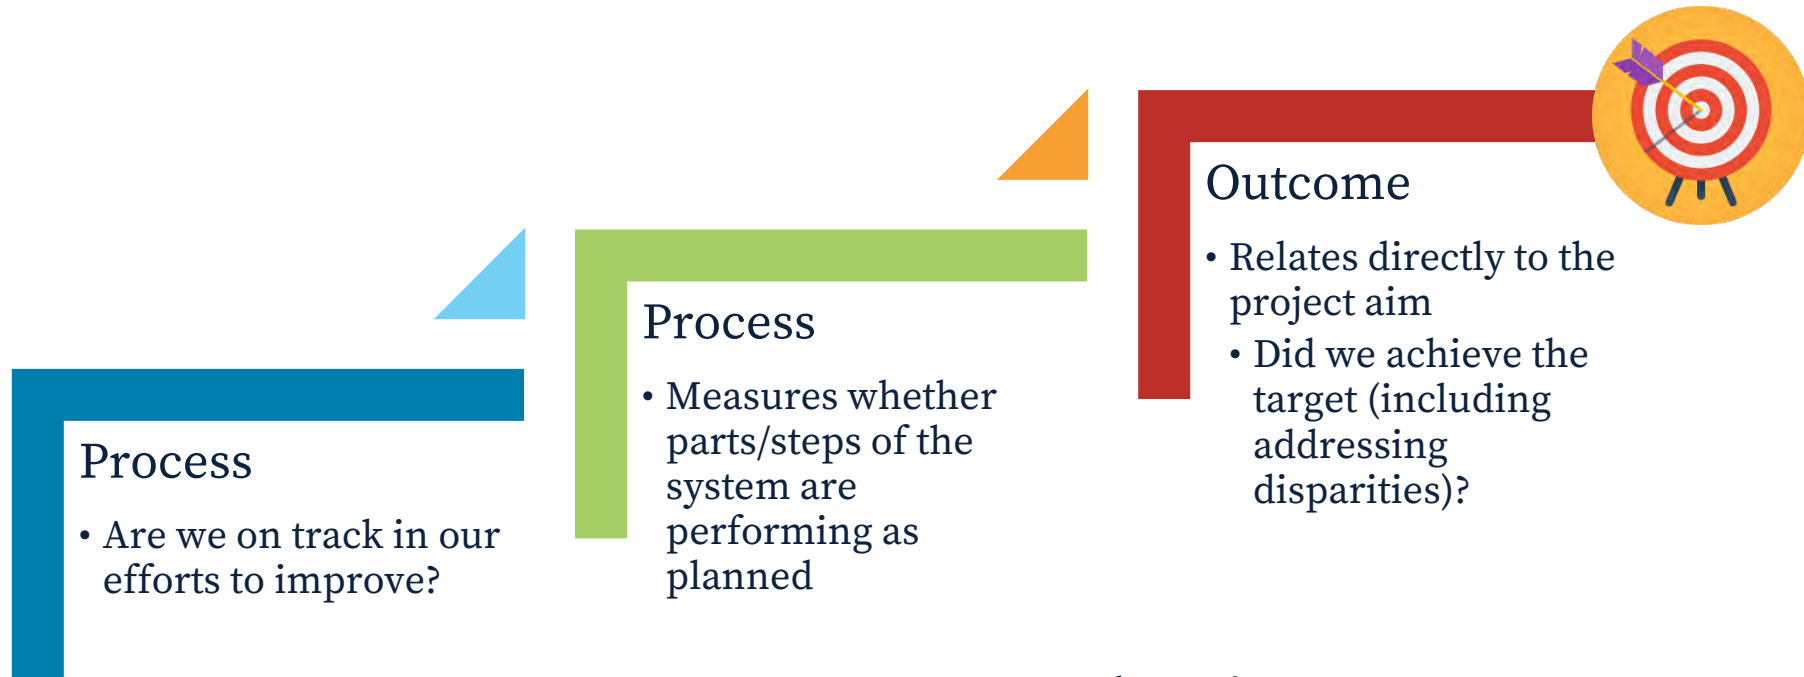 Process
• Are we on track in our
efforts to improve?
Process
• Measures whether
parts/steps of the
system are
performing as
planned
Outcome
• Relates directly to the
project aim
• Did we achieve the
target (including
addressing
disparities)?